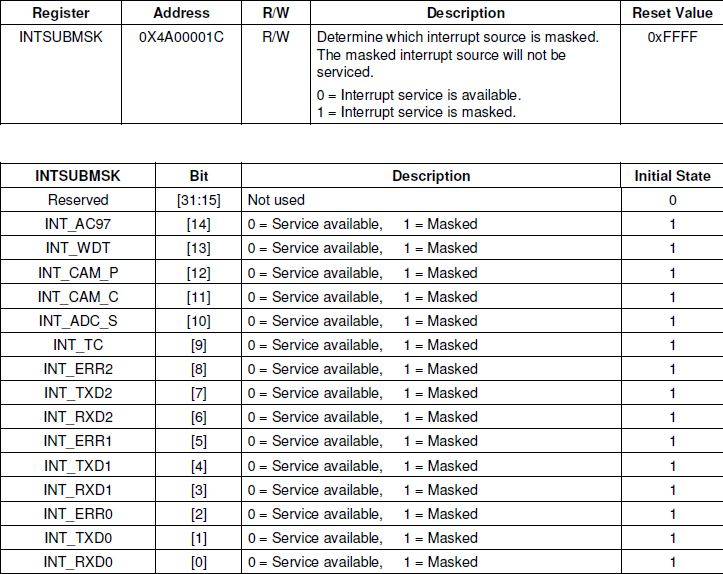 Register Address R/W Description Reset Value
INTSUBMSK 0X4A00001C R/W Determine which interrupt source is masked. 0xFFFF
The masked interrupt source will not be
serviced.
0 = Interrupt service is available.
1 = Interrupt service is masked.
INTSUBMSK Bit Description Initial State
Reserved [31:15] Not used 0
INT_AC97 [14] 0 = Service available, 1 = Masked 1
INT_WDT [13] 0 = Service available, 1 = Masked 1
INT_CAM_P [12] 0 = Service available, 1 = Masked 1
INT_CAM_C [11] 0 = Service available, 1 = Masked 1
INT_ADC_S [10] 0 = Service available, 1 = Masked 1
INT_TC [9] 0 = Service available, 1 = Masked 1
INT_ERR2 [8] 0 = Service available, 1 = Masked 1
INT_TXD2 [7] 0 = Service available, 1 = Masked 1
INT_RXD2 [6] 0 = Service available, 1 = Masked 1
INT_ERR1 [5] 0 = Service available, 1 = Masked 1
INT_TXD1 [4] 0 = Service available, 1 = Masked 1
INT_RXD1 [3] 0 = Service available, 1 = Masked 1
INT_ERR0 [2] 0 = Service available, 1 = Masked 1
INT_TXD0 [1] 0 = Service available, 1 = Masked 1
INT_RXD0 [0] 0 = Service available, 1 = Masked 1